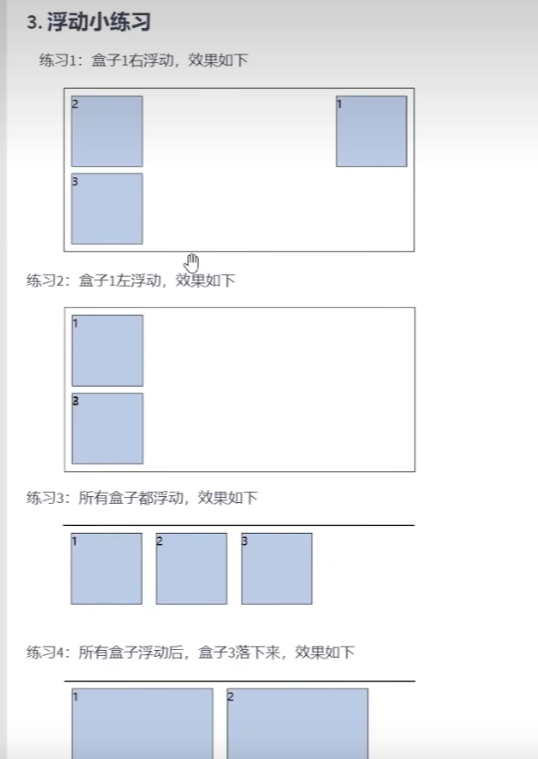 3. 浮动小练习
练习1：盒子1右浮动，效果如下
2
1
3
练习2：盒子1左浮动，效果如下
1
练习3：所有盒子都浮动，效果如下
1
2
3
练习4：所有盒子浮动后，盒子3落下来，效果如下
1
2